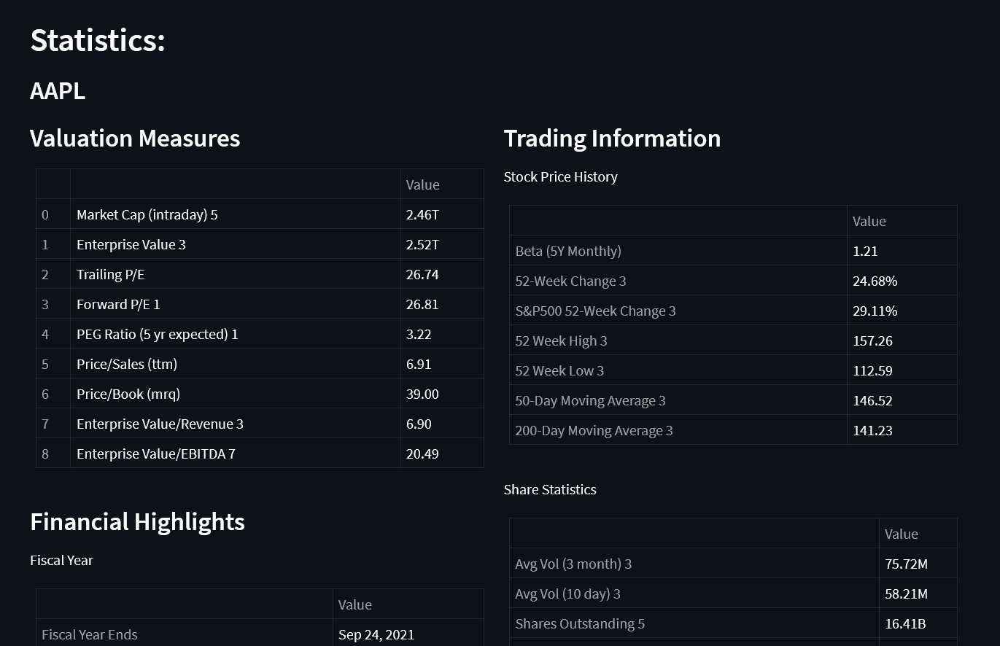 Statistics:
AAPL
Valuation Measures
Value
0 Market Cap (intraday) 5 2.46T
1 Enterprise Value 3 2.52T
2 Trailing P/E 26.74
3 Forward P/E 1 26.81
4 PEG Ratio (5 yr expected) 1 3.22
5 Price/Sales (ttm) 6.91
6 Price/Book (mrq) 39.00
7 Enterprise Value/Revenue 3 6.90
8 Enterprise Value/EBITDA 7 20.49
Financial Highlights
Fiscal Year
Value
Fiscal Year Ends Sep 24, 2021
Trading Information
Stock Price History
Value
Beta (5Y Monthly) 1.21
52-Week Change 3 24.68%
S&P500 52-Week Change 3 29.11%
52 Week High 3 157.26
52 Week Low 3 112.59
50-Day Moving Average 3 146.52
200-Day Moving Average 3 141.23
Share Statistics
Value
Avg Vol (3 month) 3 75.72M
Avg Vol (10 day) 3 58.21M
Shares Outstanding 5 16.41B